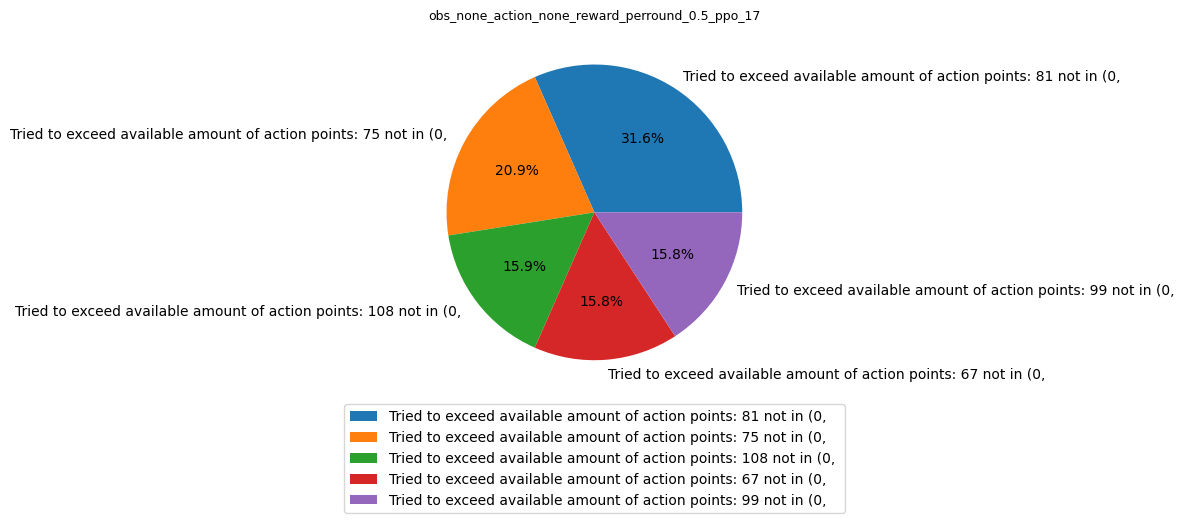 obs_none_action_none_reward_perround_0.5_ppo_17
Tried to exceed available amount of action points: 81 not in (0,
31.6%
Tried to exceed available amount of action points: 75 not in (0,
20.9%
15.9%
15.8%
15.8%
Tried to exceed available amount of action points: 99 not in (0,
Tried to exceed available amount of action points: 108 not in (0,
Tried to exceed available amount of action points: 67 not in (0,
Tried to exceed available amount of action points: 81 not in (0,
Tried to exceed available amount of action points: 75 not in (0,
Tried to exceed available amount of action points: 108 not in (0,
Tried to exceed available amount of action points: 67 not in (0,
Tried to exceed available amount of action points: 99 not in (0,